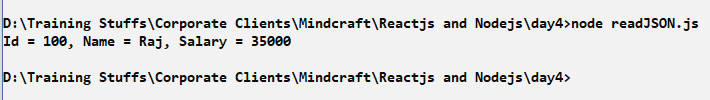 D:\Training Stuffs\Corporate Clients\Mindcraft\Reactjs and Nodejs\day4>node readJSON.js
Id = 100, Name = Raj, Salary = 35000
D:\Training Stuffs\Corporate Clients\Mindcraft\Reactjs and Nodejs\day4>